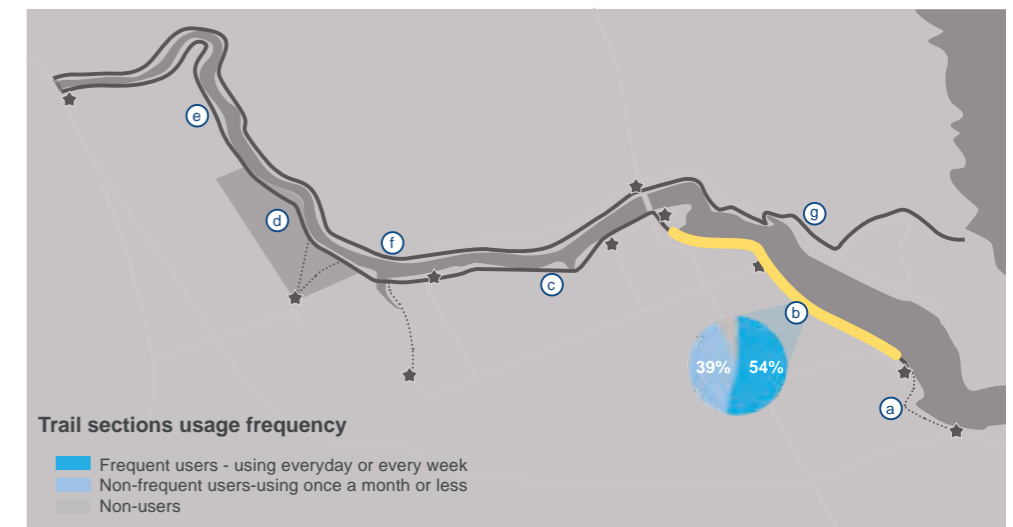 e
d
f
g
c
b
39% 54%
a
Trail sections usage frequency
Frequent users - using everyday or every week
Non-frequent users-using once a month or less
Non-users